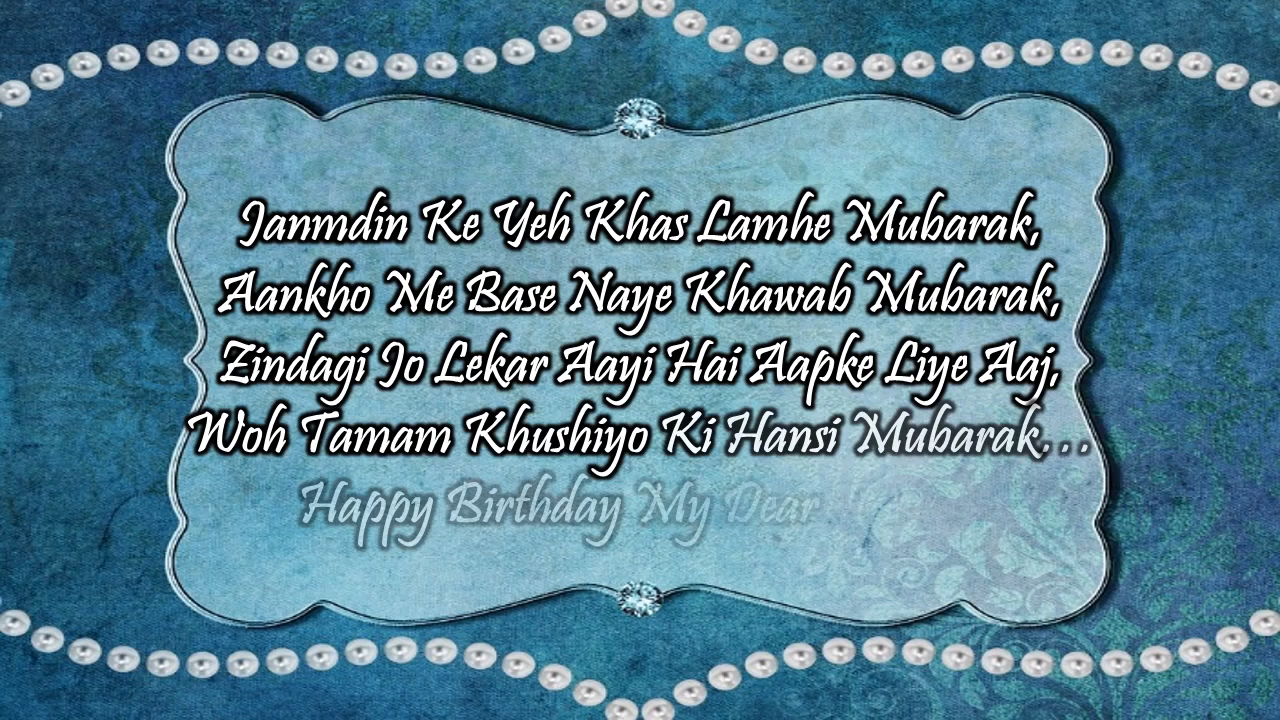 Janmdin Ke Yeh Khas Lamhe Mubarak,
Aankho Me Base Naye Khawab Mubarak,
Zindagi Jo Lekar Aayi Hai Aapke Liye Aaj,
Woh Tamam Khushiyo Ki Hansi Mubarak...
Happy Birthday My Dear